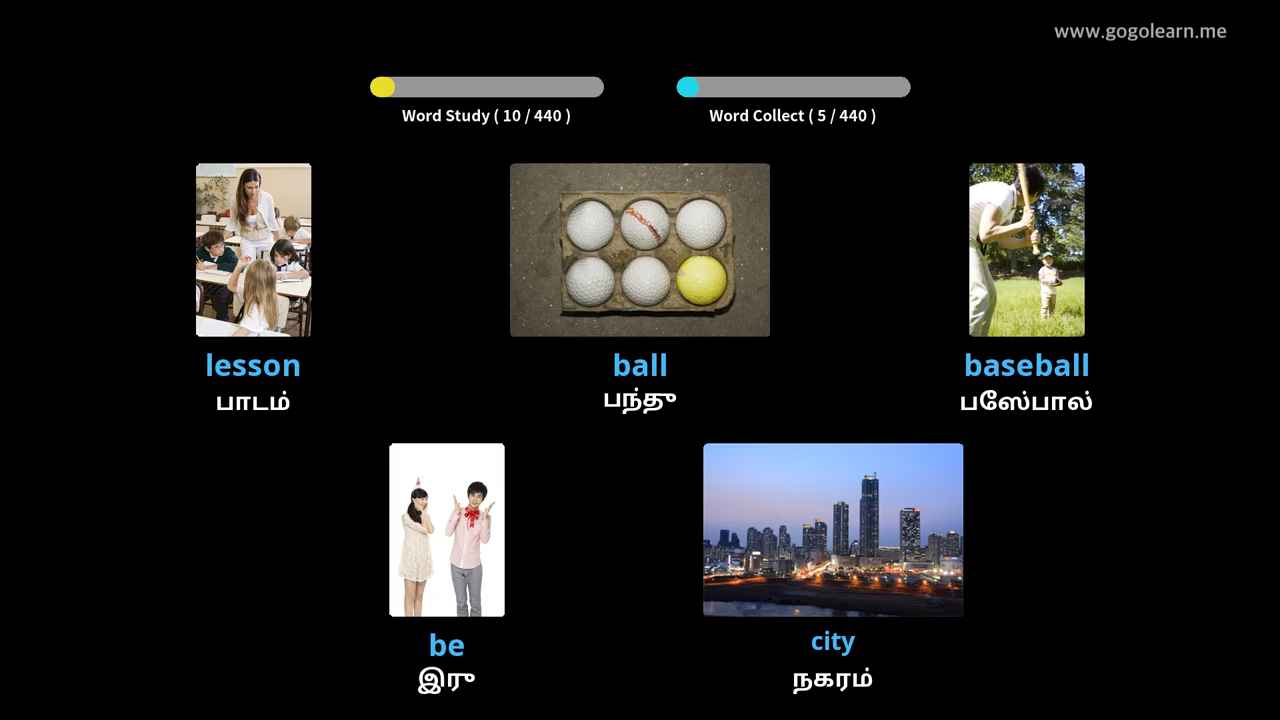 www.gogolearn.me
Word Study ( 10 / 440 )
Word Collect ( 5 / 440 )
lesson
பாடம்
ball
பந்து
baseball
பஸேபால்
be
இரு
city
நகரம்